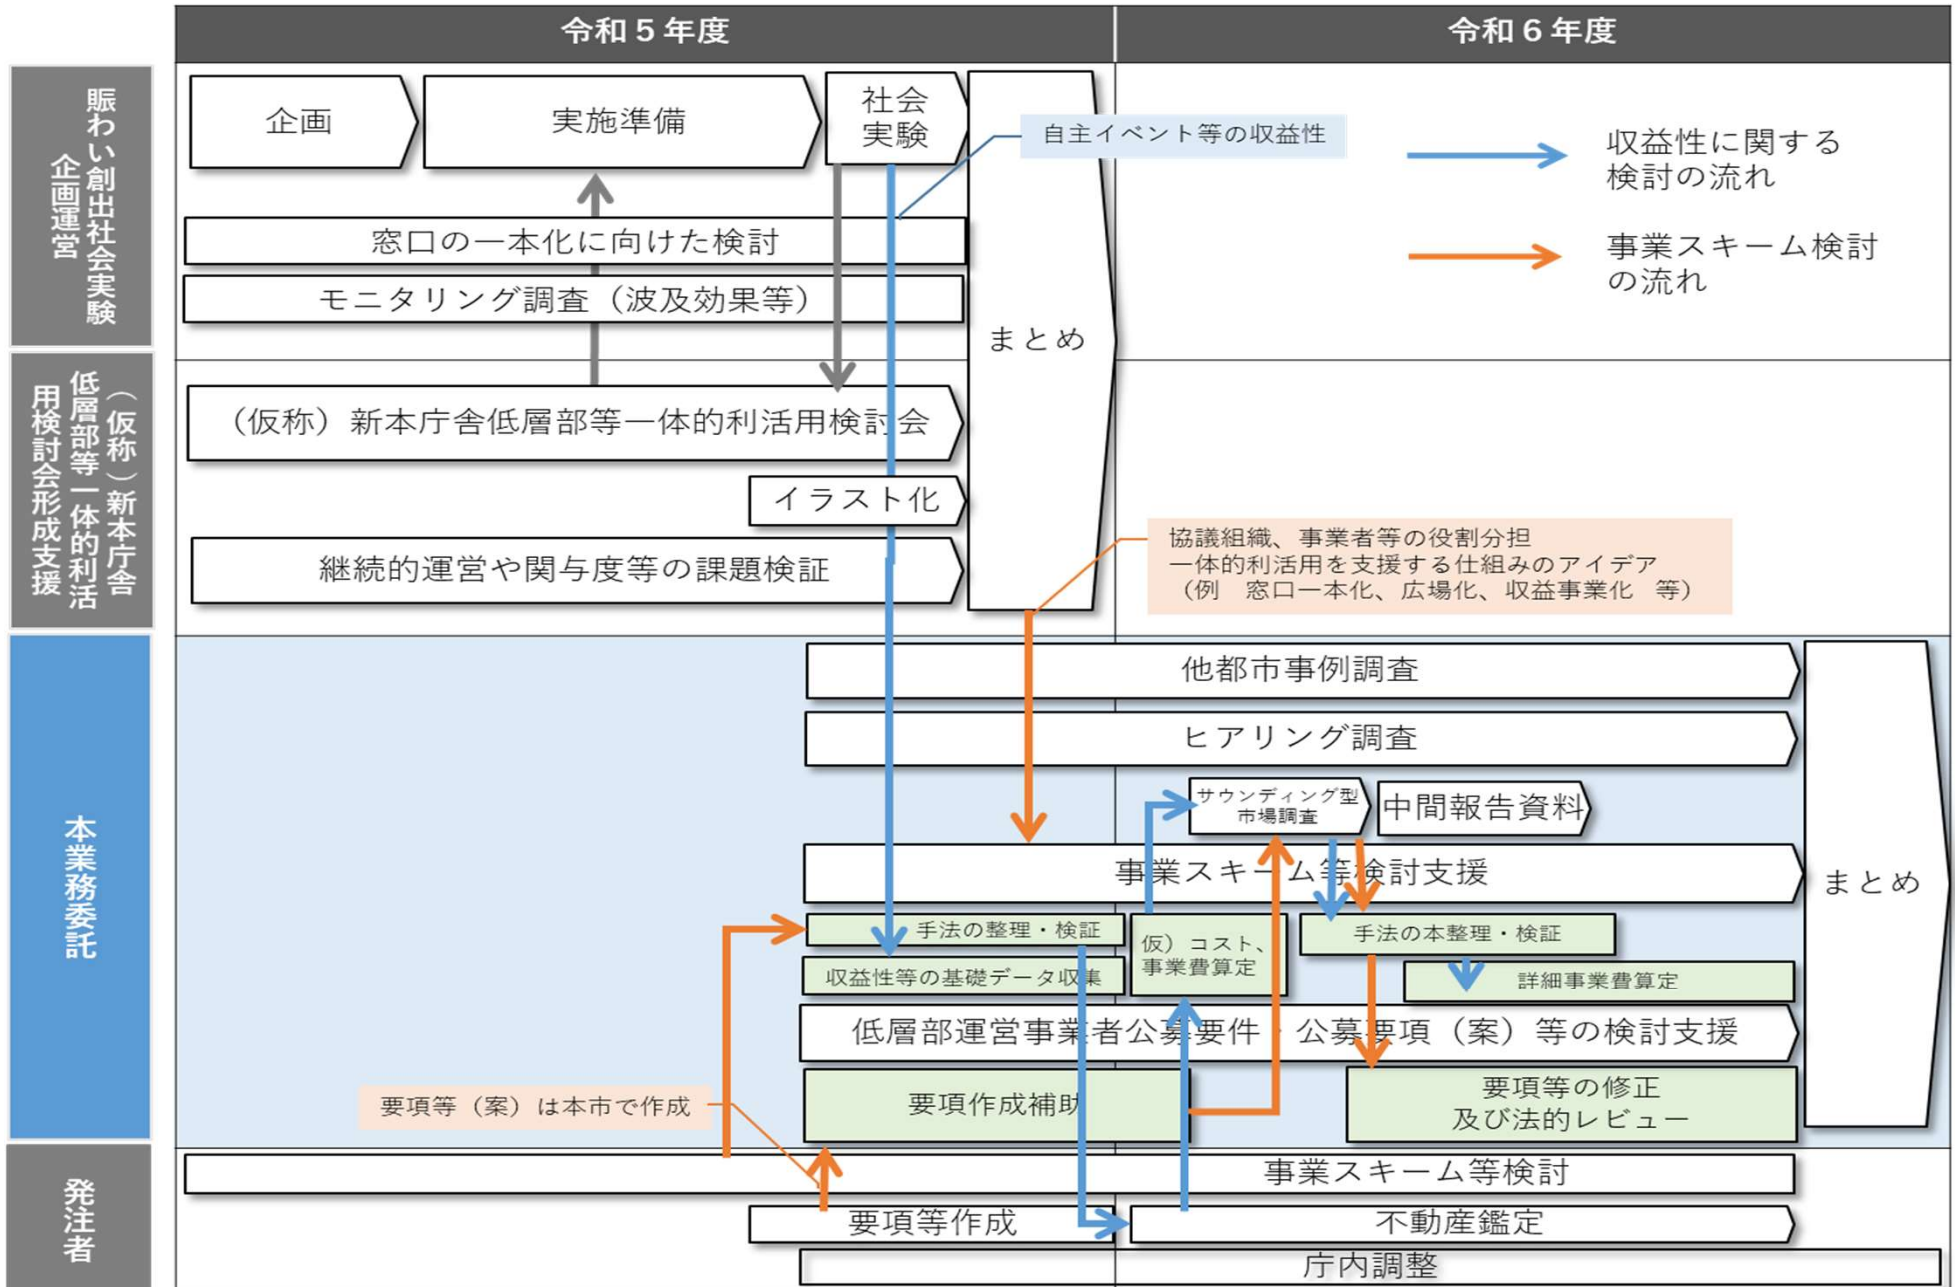 令和５年度
令和６年度
賑わい創出社会実験
企画運営
企画
実施準備
社会
実験
自主イベント等の収益性
収益性に関する
検討の流れ
事業スキーム検討
の流れ
窓口の一本化に向けた検討
モニタリング調査（波及効果等）
まとめ
（仮称）新本庁舎
低層部等一体的利活
用検討会形成支援
（仮称）新本庁舎低層部等一体的利活用検討会
イラスト化
継続的運営や関与度等の課題検証
協議組織、事業者等の役割分担
一体的利活用を支援する仕組みのアイデア
（例　窓口一本化、広場化、収益事業化　等）
本業務委託
他都市事例調査
ヒアリング調査
サウンディング型
市場調査
中間報告資料
事業スキーム等検討支援
まとめ
手法の整理・検証
収益性等の基礎データ収集
仮）コスト、
事業費算定
手法の本整理・検証
詳細事業費算定
低層部運営事業者公募要件・公募要項（案）等の検討支援
要項等（案）は本市で作成
要項作成補助
要項等の修正
及び法的レビュー
発注者
事業スキーム等検討
要項等作成
不動産鑑定
庁内調整